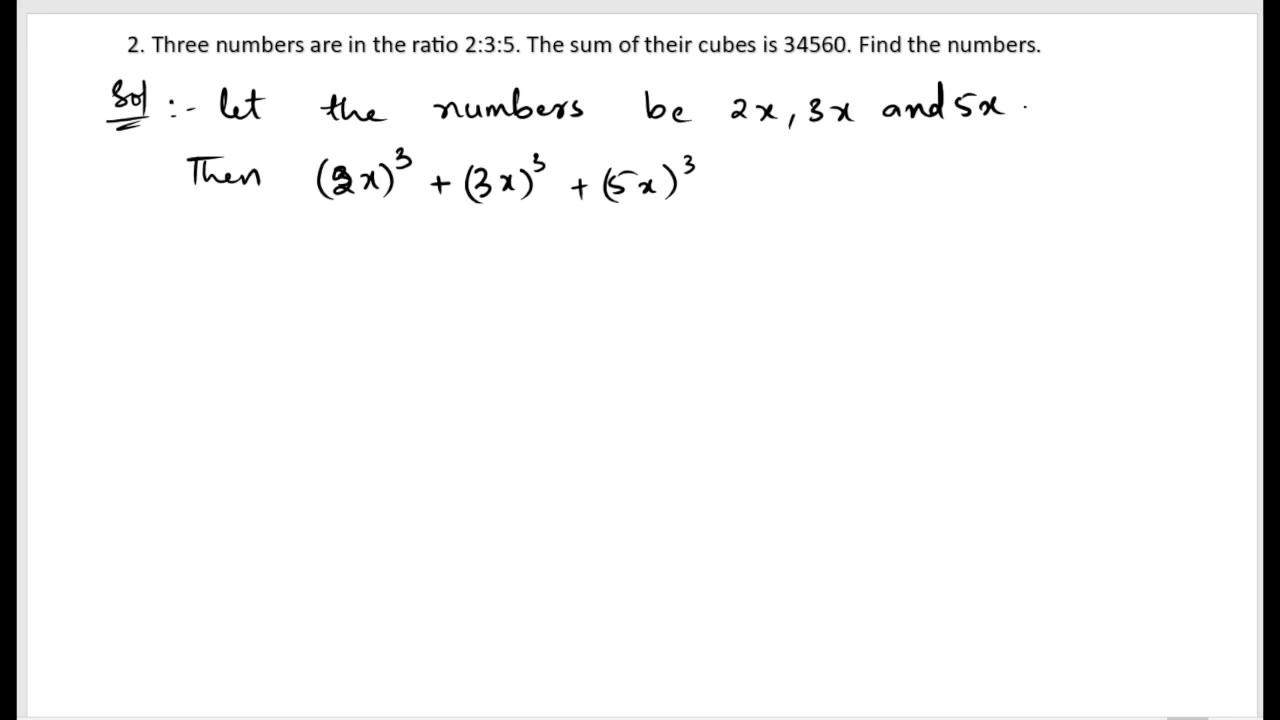 2. Three numbers are in the ratio 2:3:5. The sum of their cubes is 34560. Find the numbers.
Sol :- let the numbers be 2x, 3x and 5x.
Then (2x)³ + (3x)³ + (5x)³